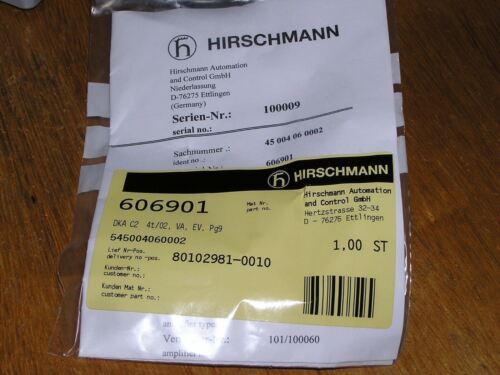 HIRSCHMANN
Hirschmann Automation
and Control GmbH
Niederlassung
D-76275 Ettlingen
(Germany)
Serien-Nr.: 100009
serial no.:
Sachnummer .: 45 004 06 0002
ident no.: 606901
HIRSCHMANN
606901
Mat Nr.
part no.
Hirschmann Automation
and Control GmbH
Hertzstrasse 32-34
D - 76275 Ettlingen
DKA C2 4t/02, VA, EV, Pg9
545004060002
1,00 ST
Lief Nr-Pos.
delivery no -pos. 80102981-0010
Kunden-Nr.:
customer no.:
Kunden Mat Nr.:
customer part no.:
101/100060
amplifier